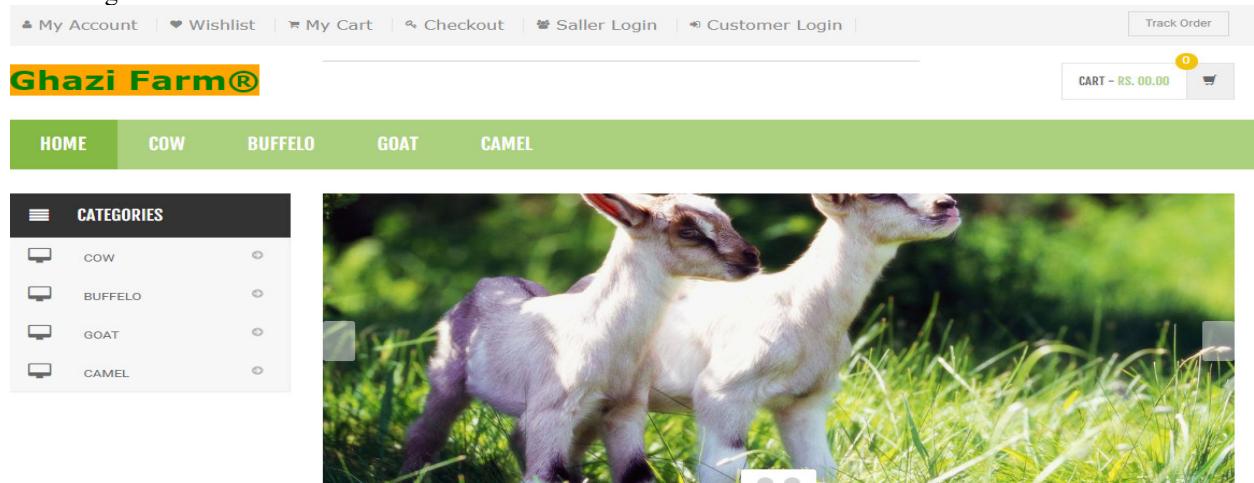 My Account Wishlist My Cart Checkout Saller Login Customer Login Track Order
Ghazi Farm®
0
CART - RS. 00.00
HOME COW BUFFELO GOAT CAMEL
CATEGORIES
COW
BUFFELO
GOAT
CAMEL